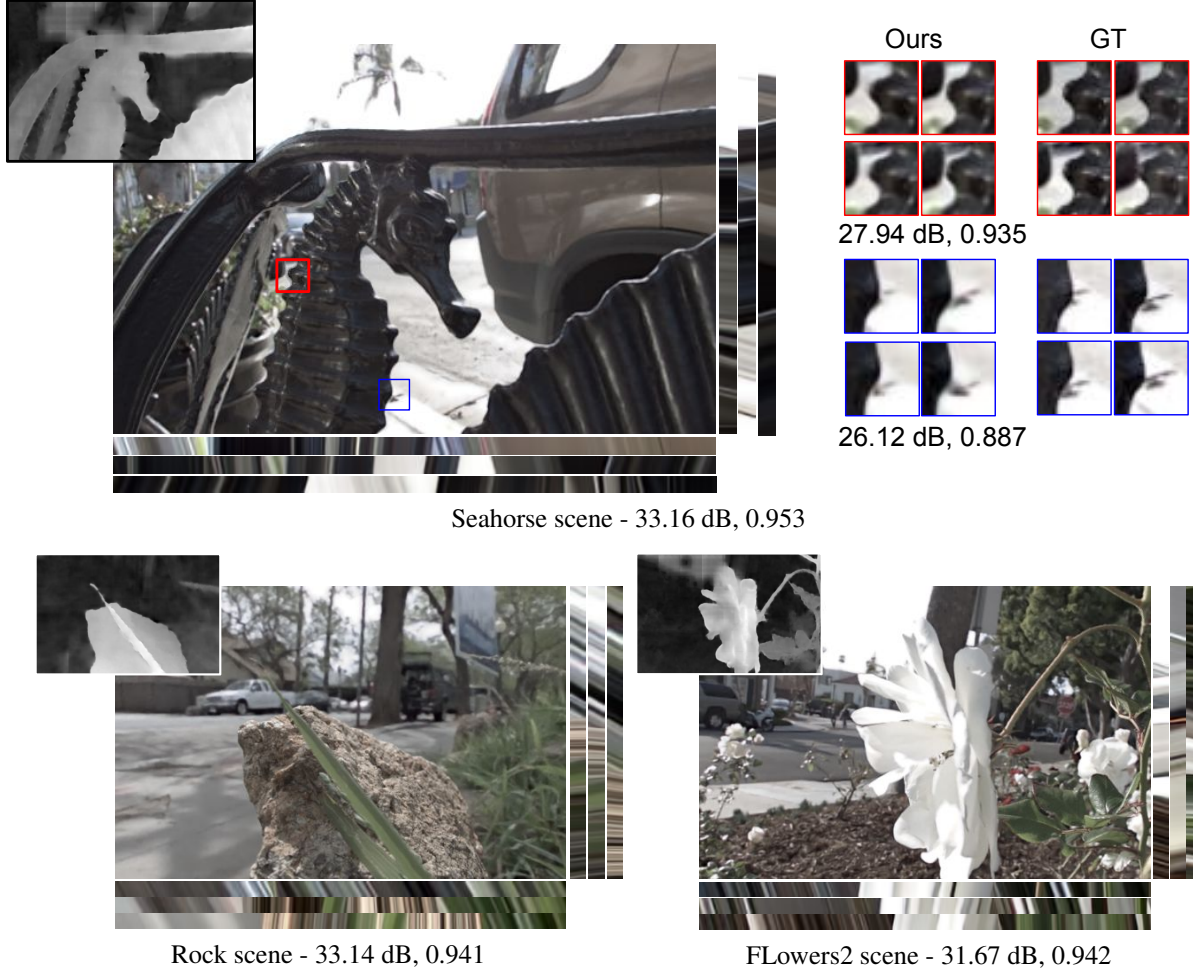 Ours GT
27.94 dB, 0.935
26.12 dB, 0.887
Seahorse scene - 33.16 dB, 0.953
Rock scene - 33.14 dB, 0.941
FLowers2 scene - 31.67 dB, 0.942